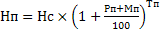 Нп = Нс × (1 + (Рп+Мп)/100)^Тп